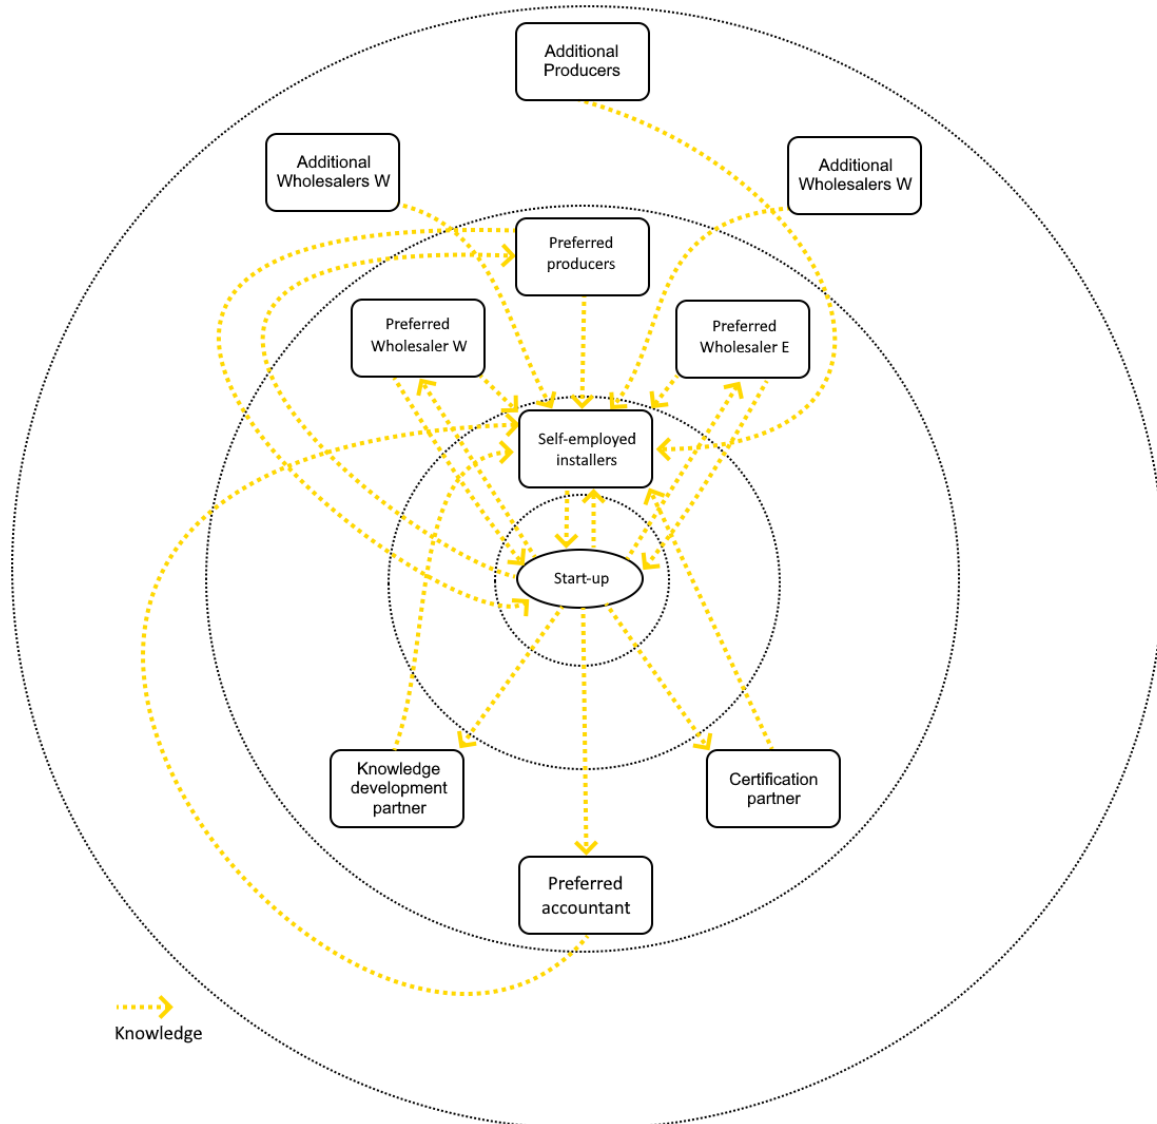 Additional
Producers
Additional
Wholesalers W
Additional
Wholesalers W
Preferred
producers
Preferred
Wholesaler W
Preferred
Wholesaler E
Self-employed
installers
Start-up
Knowledge
development
partner
Certification
partner
Preferred
accountant
Knowledge